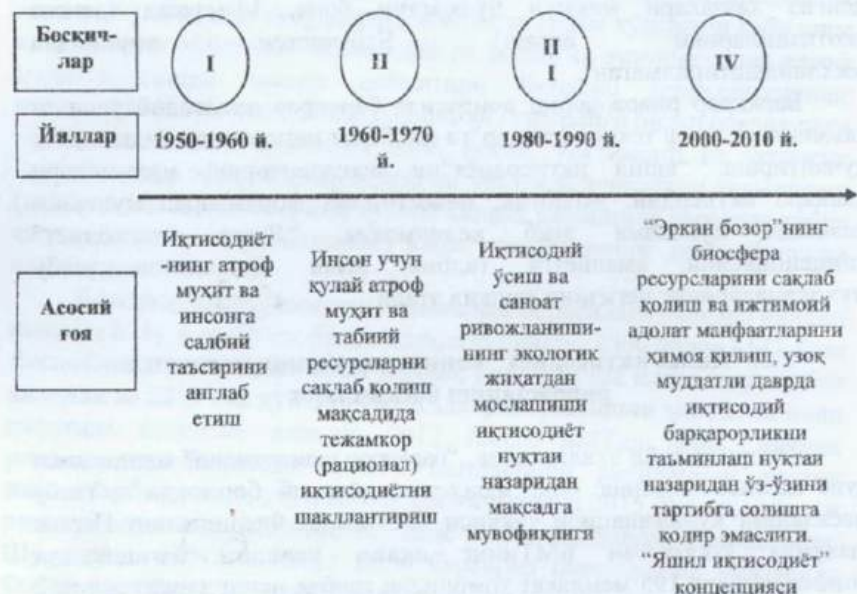 Босқич-
лар
I
II
II
I
IV
Йиллар
1950-1960 й.
1960-1970
й.
1980-1990 й.
2000-2010 й.
Асосий
ғоя
Иқтисодиёт
-нинг атроф
муҳит ва
инсонга
салбий
таъсирини
англаб
етиш
Инсон учун
қулай атроф
муҳит ва
табиий
ресурсларни
сақлаб қолиш
мақсадида
тежамкор
(рационал)
иқтисодиётни
шакллантириш
Иқтисодий
ўсиш ва
саноат
ривожланиши-
нинг экологик
жиҳатдан
мослашиши
иқтисодиёт
нуқтаи
назаридан
мақсадга
мувофиқлиги
“Эркан бозор”нинг
биосфера
ресурсларини сақлаб
қолиш ва ижтимоий
адолат манфаатларини
ҳимоя қилиш, узоқ
муддатли даврда
иқтисодий
барқарорликни
таъминлаш нуқтаи
назаридан ўз-ўзини
тартибга солишга
қодир эмаслиги.
“Яшил иқтисодиёт”
концепцияси